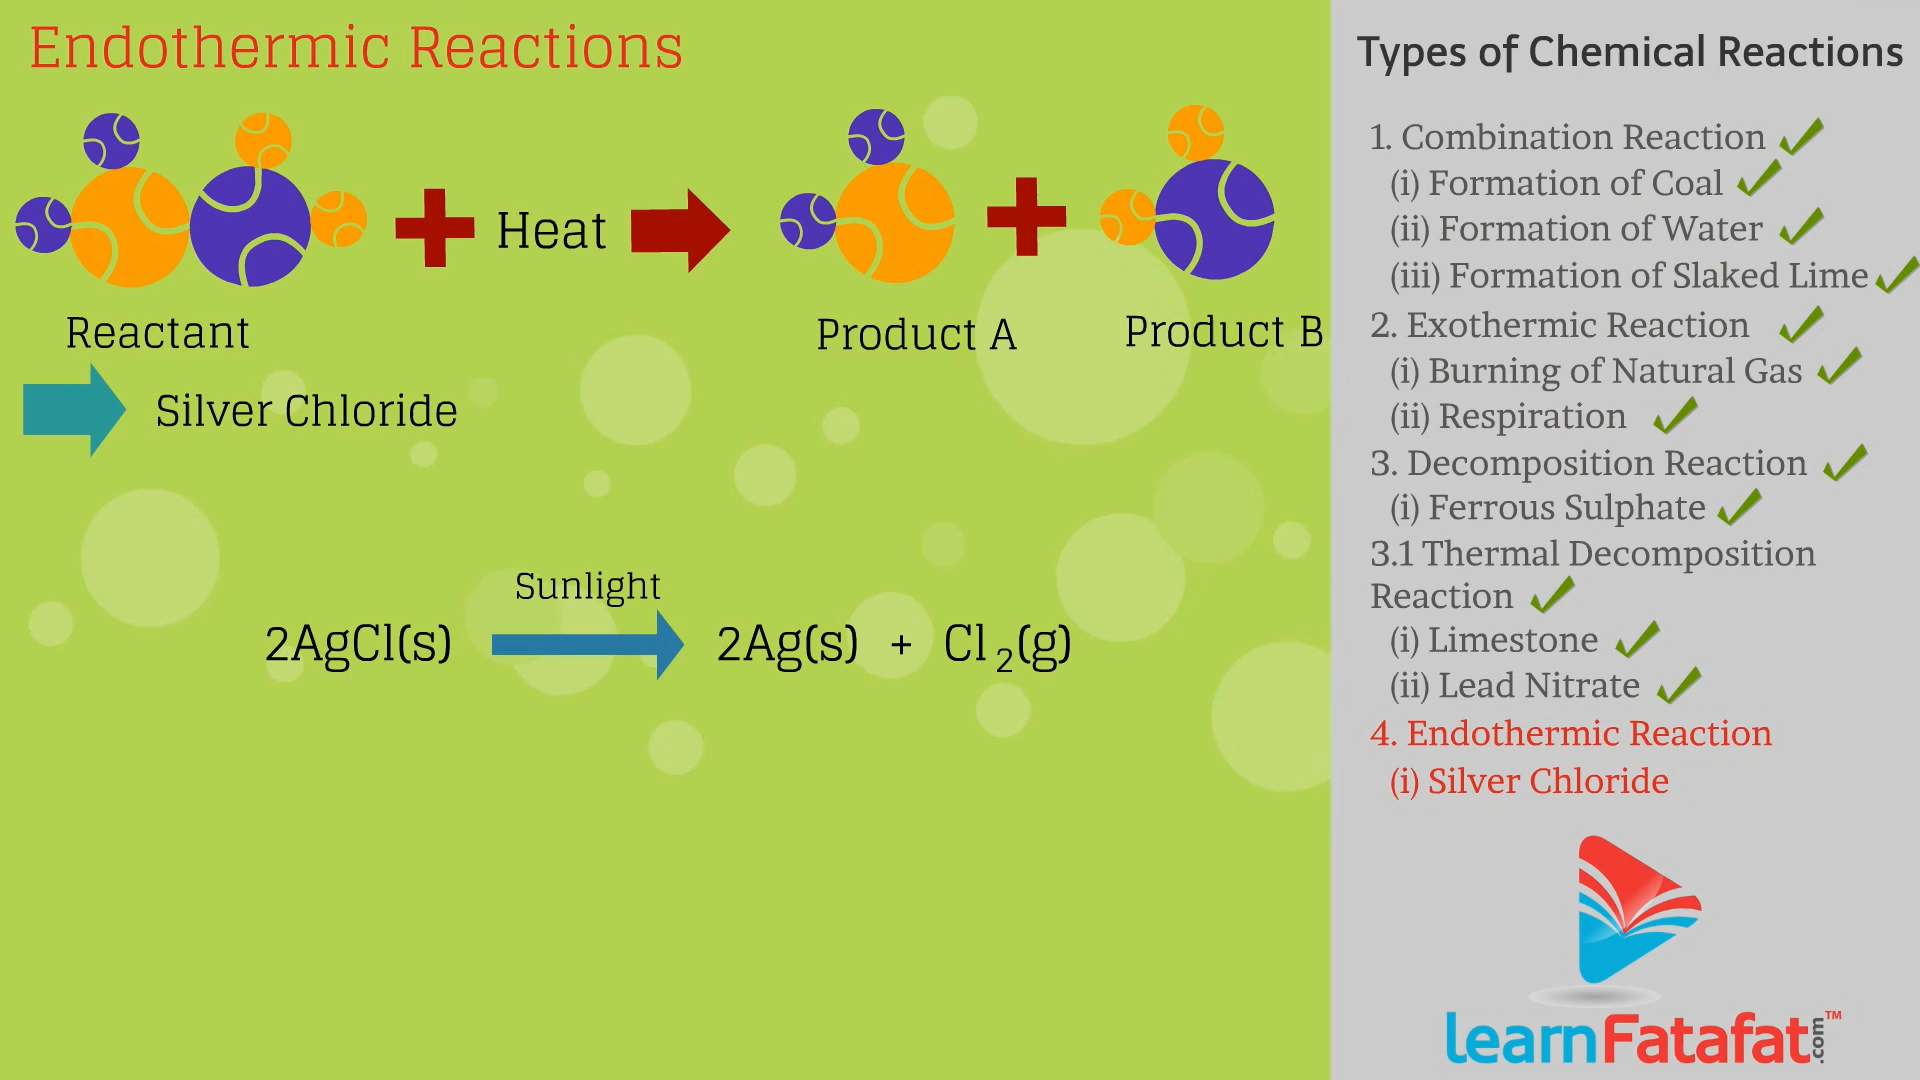 Endothermic Reactions
Heat
Reactant
Product A
Product B
Silver Chloride
Sunlight
2AgCl(s) 2Ag(s) + Cl₂(g)
Types of Chemical Reactions
1. Combination Reaction
(i) Formation of Coal
(ii) Formation of Water
(iii) Formation of Slaked Lime
2. Exothermic Reaction
(i) Burning of Natural Gas
(ii) Respiration
3. Decomposition Reaction
(i) Ferrous Sulphate
3.1 Thermal Decomposition
Reaction
(i) Limestone
(ii) Lead Nitrate
4. Endothermic Reaction
(i) Silver Chloride
learnFatafat.com™